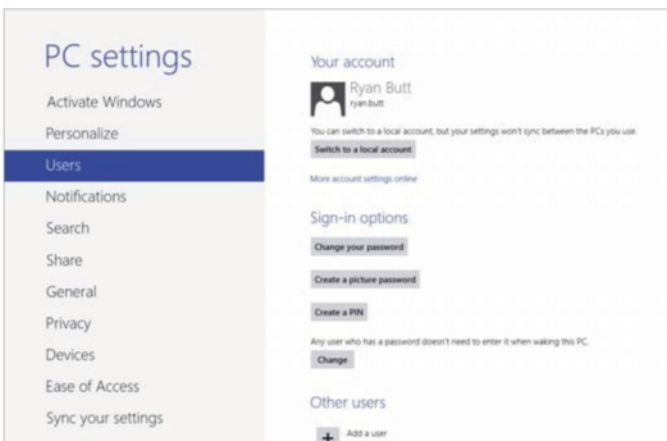 PC settings
Activate Windows
Personalize
Users
Notifications
Search
Share
General
Privacy
Devices
Ease of Access
Sync your settings
Your account
Ryan Butt
ryan.butt
You can switch to a local account, but your settings won't sync between the PCs you use.
Switch to a local account
More account settings online
Sign-in options
Change your password
Create a picture password
Create a PIN
Any user who has a password doesn't need to enter it when waking this PC.
Change
Other users
+ Add a user